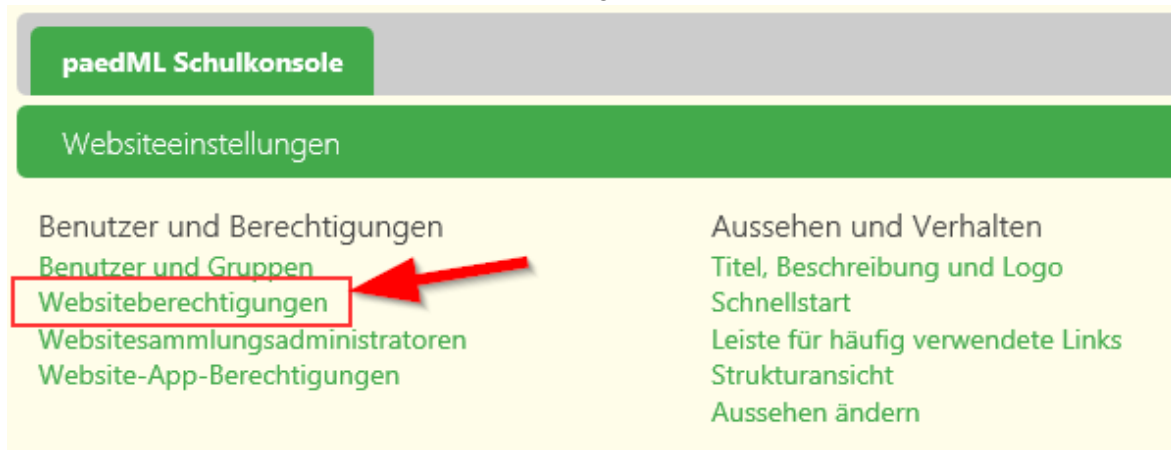 paedML Schulkonsole
Websiteeinstellungen
Benutzer und Berechtigungen
Benutzer und Gruppen
Websiteberechtigungen
Websitesammlungsadministratoren
Website-App-Berechtigungen
Aussehen und Verhalten
Titel, Beschreibung und Logo
Schnellstart
Leiste für häufig verwendete Links
Strukturansicht
Aussehen ändern